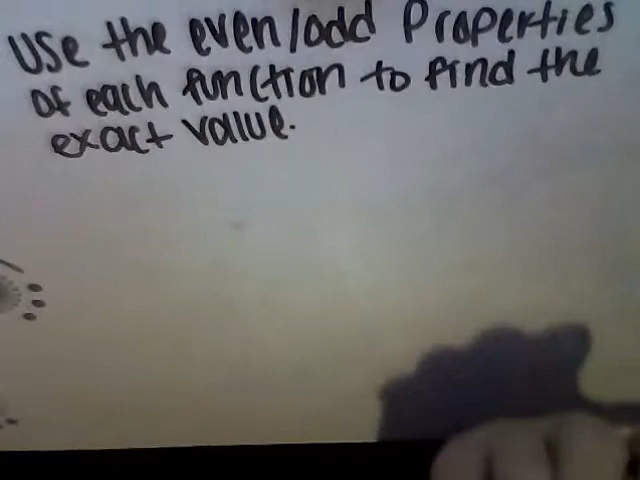 Use the even/odd Properties
of each function to find the
exact value.